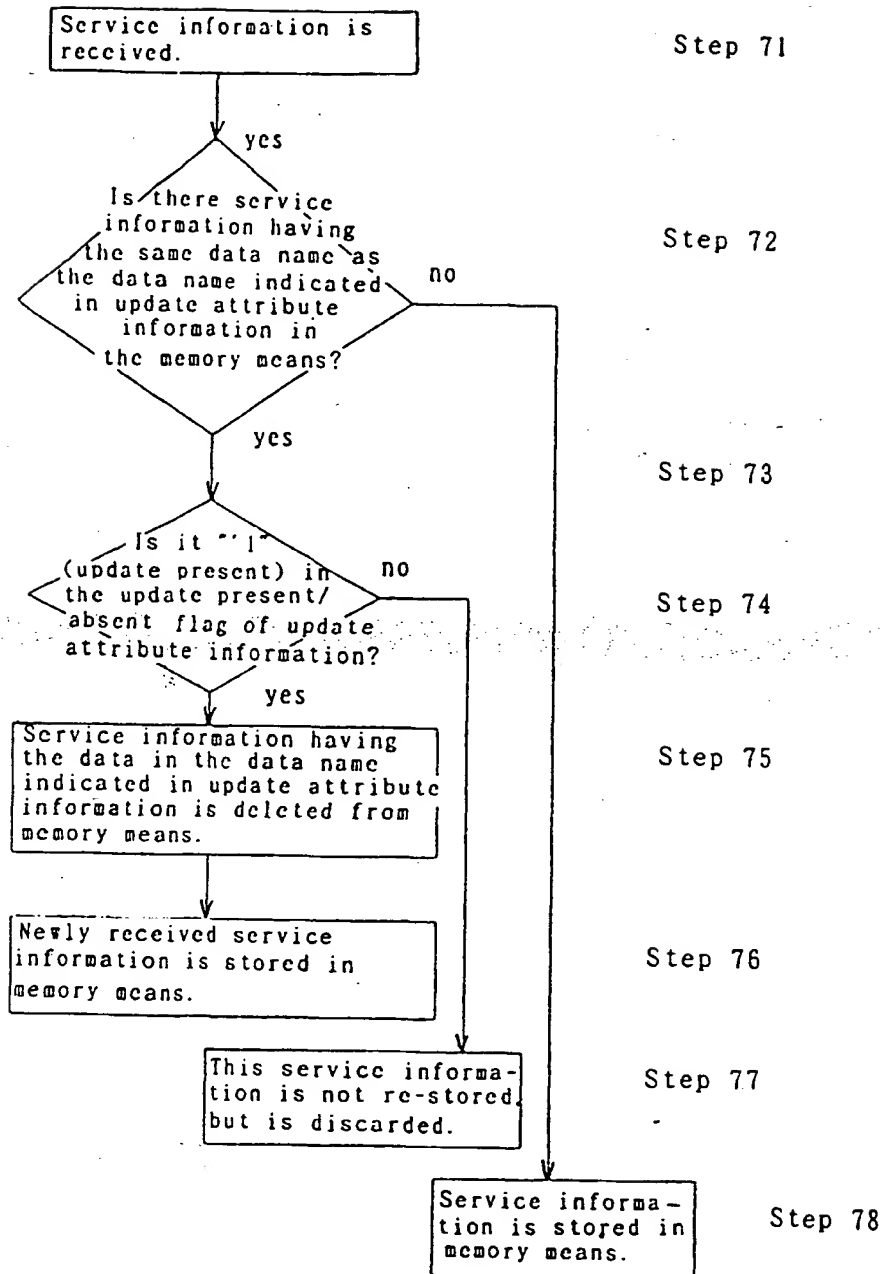 Service information is
received.
Step 71
yes
Is there service
information having
the same data name as
the data name indicated
in update attribute
information in
the memory means?
no
Step 72
yes
Step 73
Is it "'1"
(update present) in
the update present/
absent flag of update
attribute information?
no
Step 74
yes
Service information having
the data in the data name
indicated in update attribute
information is deleted from
memory means.
Step 75
Newly received service
information is stored in
memory means.
Step 76
This service informa-
tion is not re-stored,
but is discarded.
Step 77
Service informa-
tion is stored in
memory means.
Step 78